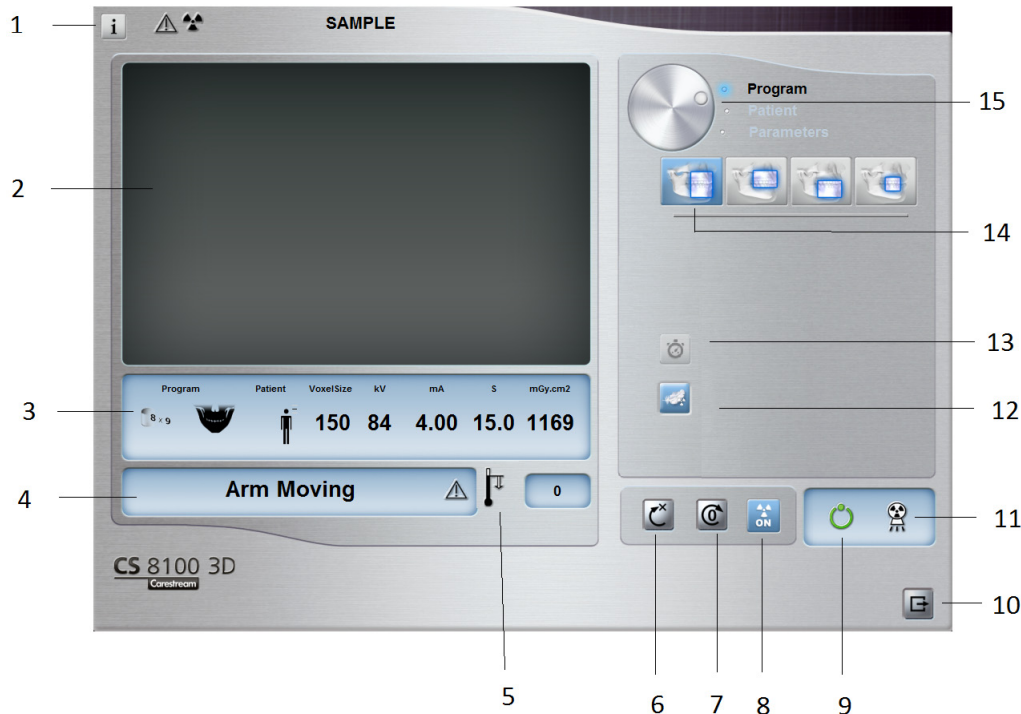 1
i
SAMPLE
Program
15
Patient
Parameters
2
14
13
Program Patient VoxelSize kV mA S mGy.cm2
3
8 x 9
150 84 4.00 15.0 1169
12
4
Arm Moving
0
0
ON
11
CS 8100 3D
Carestream
10
5
6
7
8
9